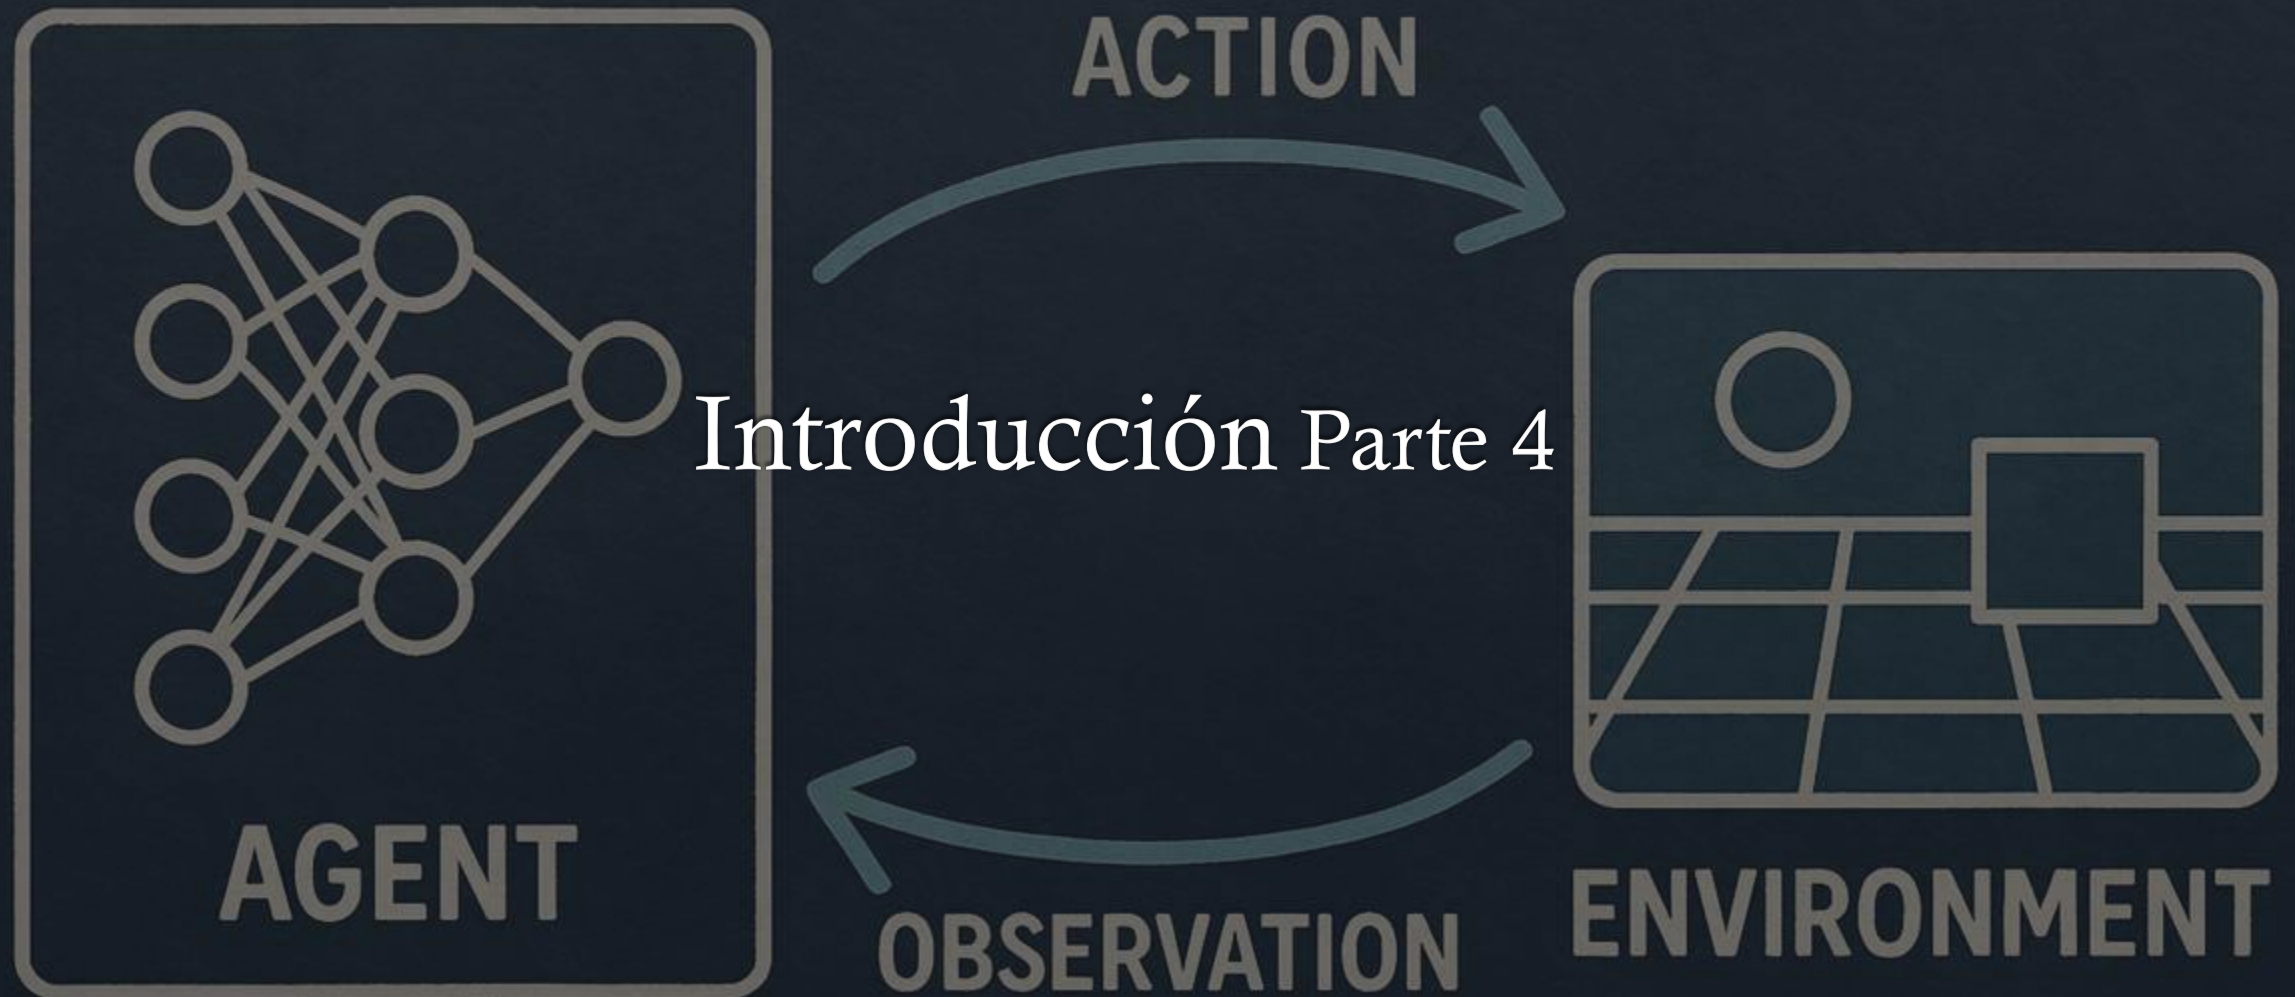 ACTION
Introducción Parte 4
AGENT
OBSERVATION
ENVIRONMENT